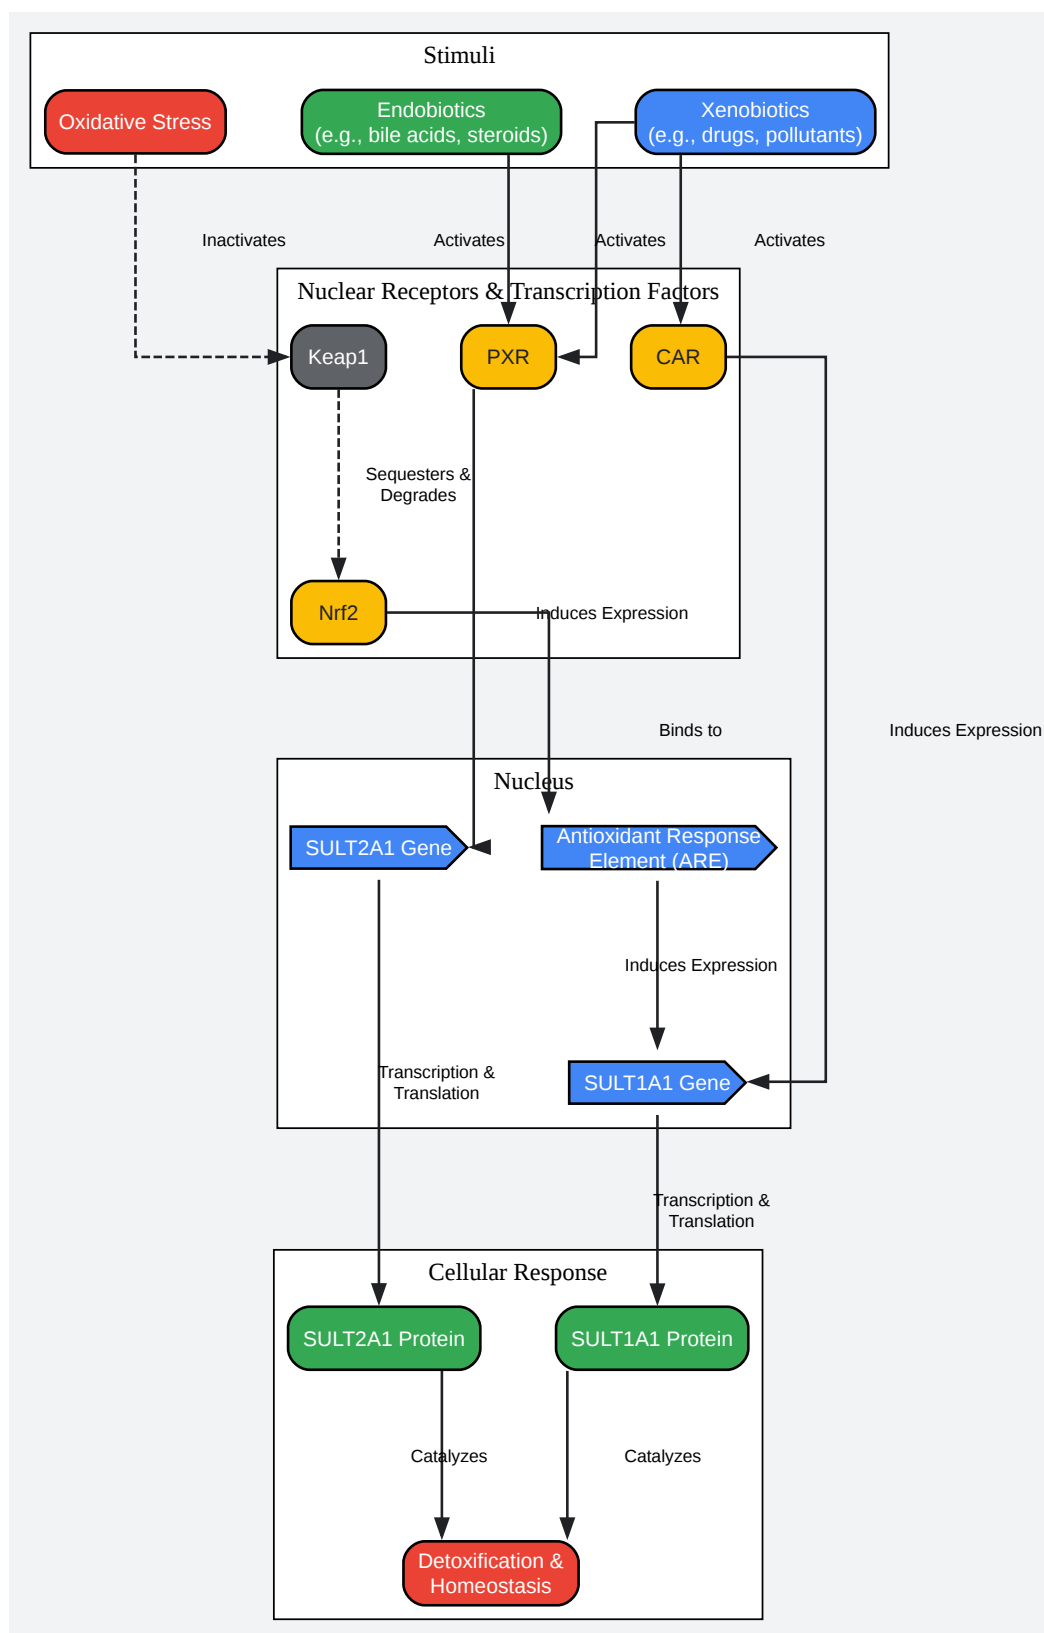 Stimuli
Oxidative Stress
Endobiotics
(e.g., bile acids, steroids)
Xenobiotics
(e.g., drugs, pollutants)
Inactivates
Activates
Activates
Activates
Nuclear Receptors & Transcription Factors
Keap1
PXR
CAR
Sequesters &
Degrades
Nrf2
Induces Expression
Binds to
Induces Expression
Nucleus
SULT2A1 Gene
Antioxidant Response
Element (ARE)
Induces Expression
SULT1A1 Gene
Transcription &
Translation
Transcription &
Translation
Cellular Response
SULT2A1 Protein
SULT1A1 Protein
Catalyzes
Catalyzes
Detoxification &
Homeostasis